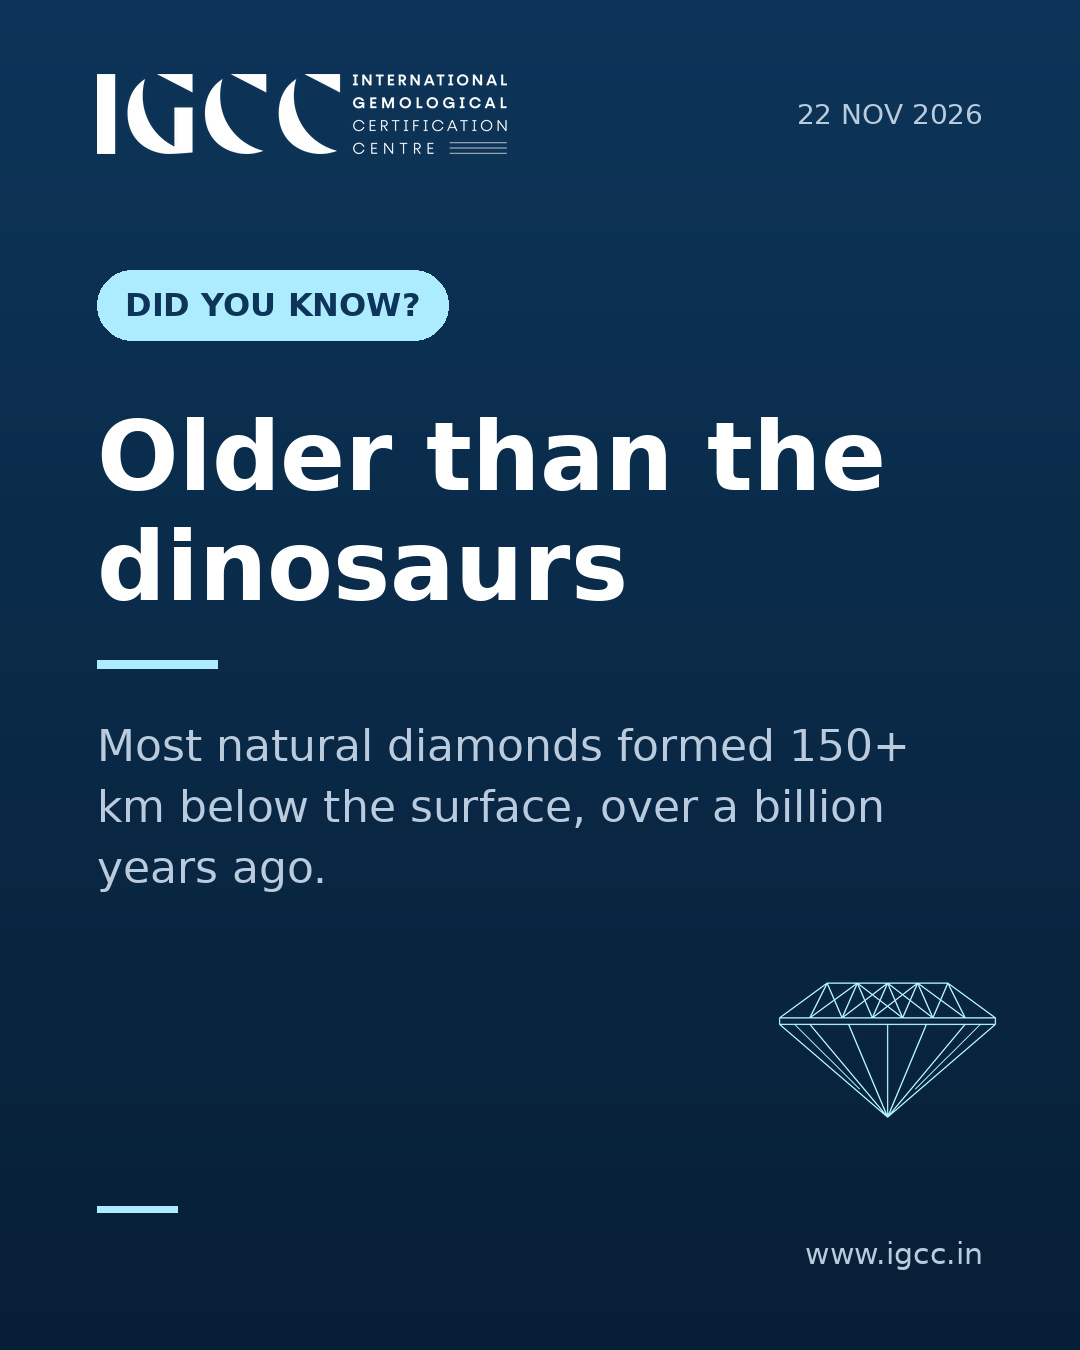 IGCC
INTERNATIONAL
GEMOLOGICAL
CERTIFICATION
CENTRE
22 NOV 2026
DID YOU KNOW?
Older than the
dinosaurs
Most natural diamonds formed 150+
km below the surface, over a billion
years ago.
www.igcc.in